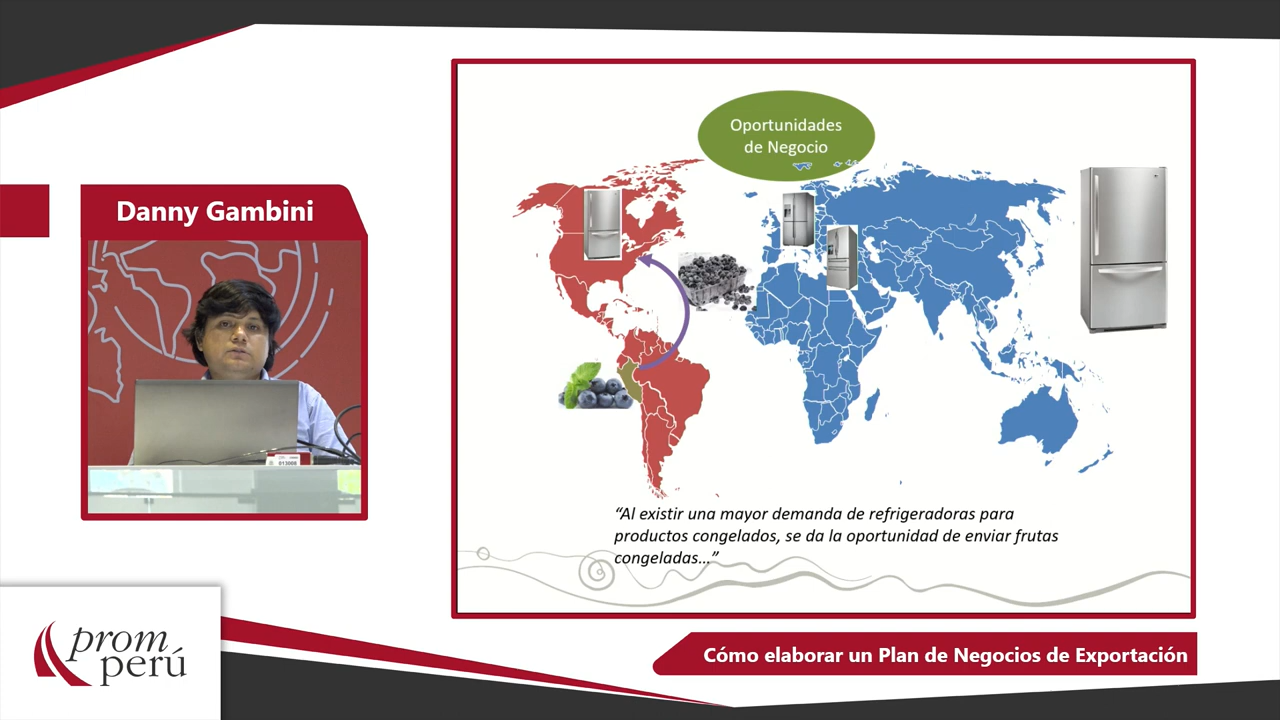 Danny Gambini
013008
Oportunidades
de Negocio
“Al existir una mayor demanda de refrigeradoras para
productos congelados, se da la oportunidad de enviar frutas
congeladas...”
prom
perú
Cómo elaborar un Plan de Negocios de Exportación